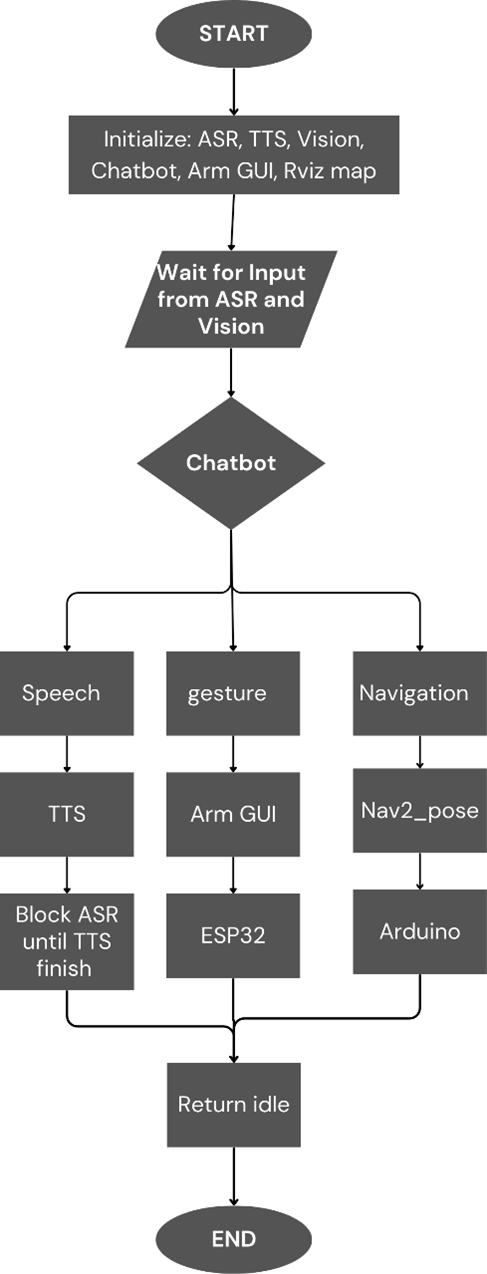 START
Initialize: ASR, TTS, Vision,
Chatbot, Arm GUI, Rviz map
Wait for Input
from ASR and
Vision
Chatbot
Speech
gesture
Navigation
TTS
Arm GUI
Nav2_pose
Block ASR
until TTS
finish
ESP32
Arduino
Return idle
END